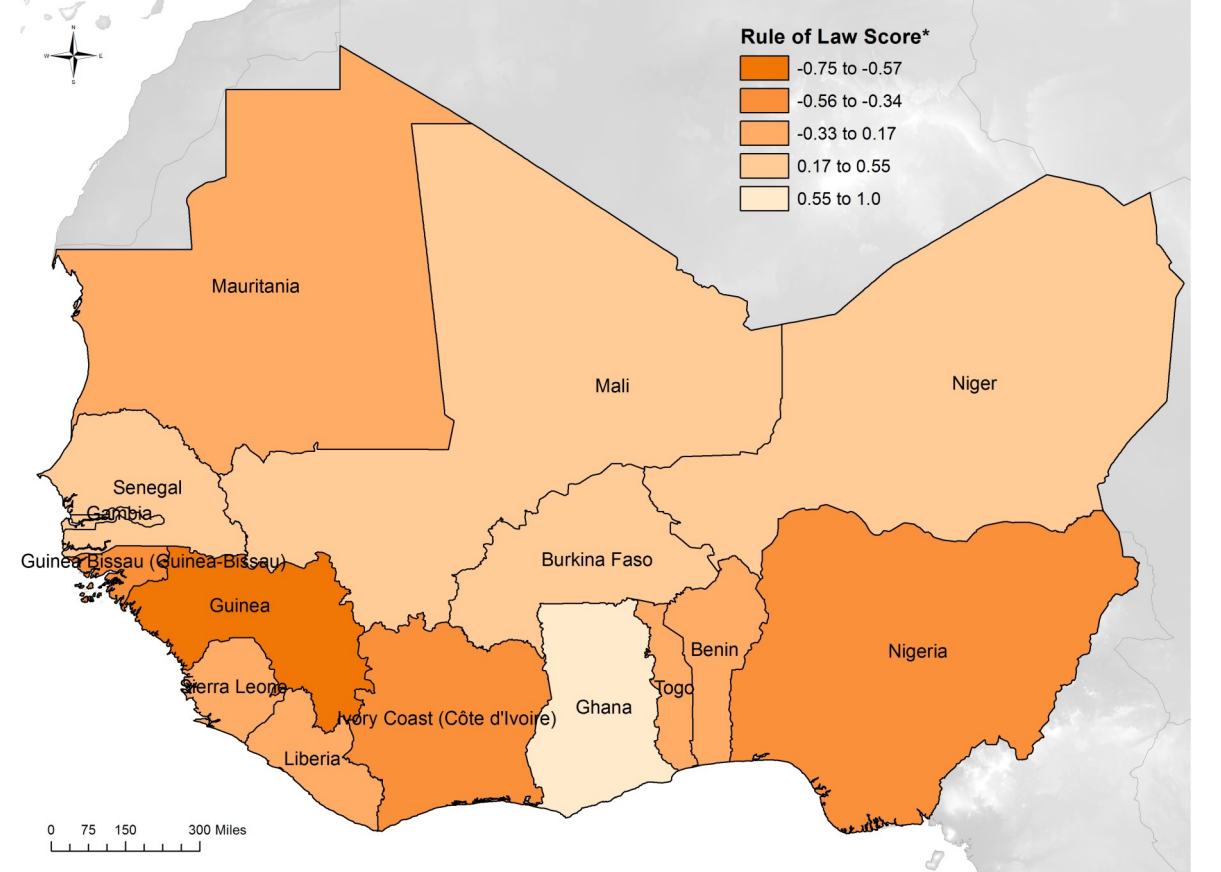 N
W E
S
Rule of Law Score*
-0.75 to -0.57
-0.56 to -0.34
-0.33 to 0.17
0.17 to 0.55
0.55 to 1.0
Mauritania
Mali
Niger
Senegal
Gambia
Guinea Bissau (Guinea-Bissau)
Burkina Faso
Guinea
Benin
Nigeria
Sierra Leone
Togo
Ghana
Ivory Coast (Côte d'Ivoire)
Liberia
0 75 150 300 Miles